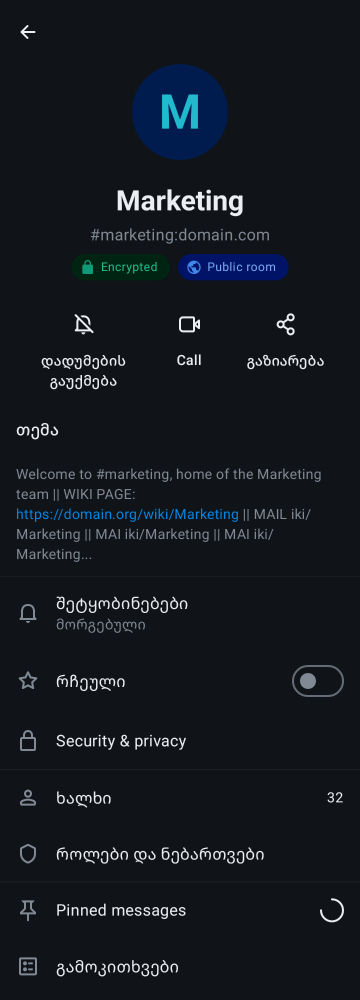 M
Marketing
#marketing:domain.com
Encrypted
Public room
დადუმების
გაუქმება
Call
გაზიარება
თემა
Welcome to #marketing, home of the Marketing
team || WIKI PAGE:
https://domain.org/wiki/Marketing || MAIL iki/
Marketing || MAI iki/Marketing || MAI iki/
Marketing...
შეტყობინებები
მორგებული
რჩეული
Security & privacy
ხალხი
32
როლები და ნებართვები
Pinned messages
გამოკითხვები